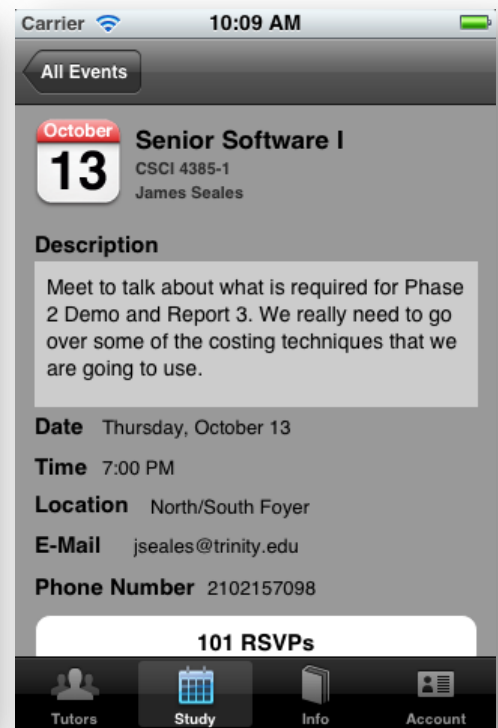 Carrier 10:09 AM
All Events
October
13
Senior Software I
CSCI 4385-1
James Seales
Description
Meet to talk about what is required for Phase
2 Demo and Report 3. We really need to go
over some of the costing techniques that we
are going to use.
Date Thursday, October 13
Time 7:00 PM
Location North/South Foyer
E-Mail jseales@trinity.edu
Phone Number 2102157098
101 RSVPs
Tutors Study Info Account